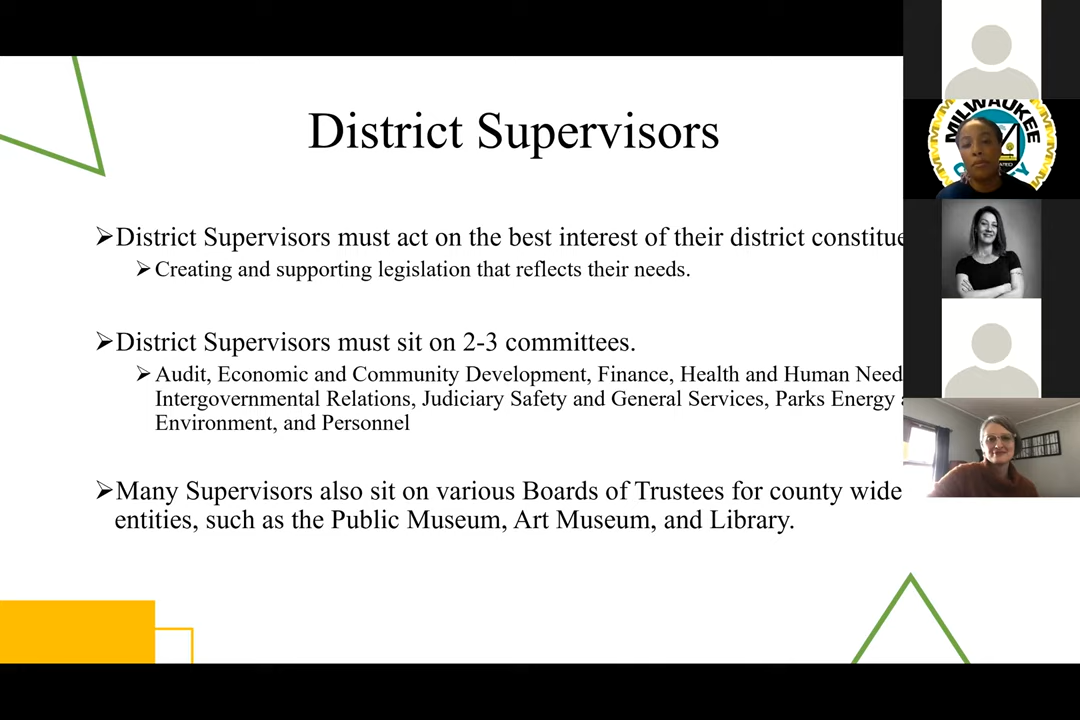 District Supervisors
➢District Supervisors must act on the best interest of their district
➢Creating and supporting legislation that reflects their needs.
➢District Supervisors must sit on 2-3 committees.
➢Audit, Economic and Community Development, Finance, Health and Human
Intergovernmental Relations, Judiciary Safety and General Services, Parks Energy
Environment, and Personnel
➢Many Supervisors also sit on various Boards of Trustees for county wide
entities, such as the Public Museum, Art Museum, and Library.
MILWAUKEE